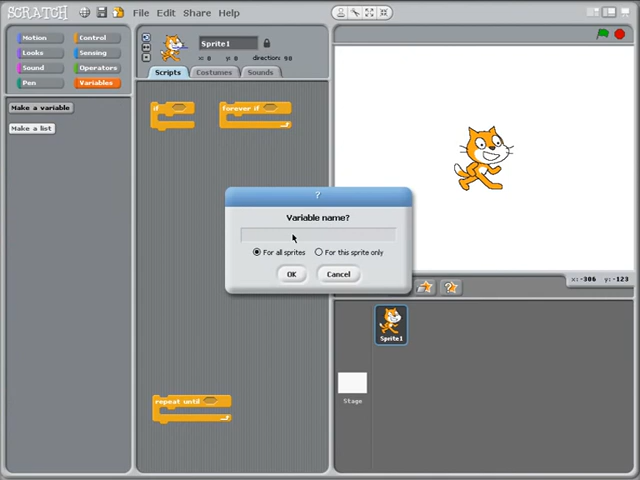 SCRATCH File Edit Share Help
Motion Control
Looks Sensing
Sound Operators
Pen Variables
Make a variable
Make a list
Sprite1
x: 0 y: 0 direction: 90
Scripts Costumes Sounds
if
forever if
repeat until
?
Variable name?
For all sprites For this sprite only
OK Cancel
x: -306 y: -123
Sprite1
Stage